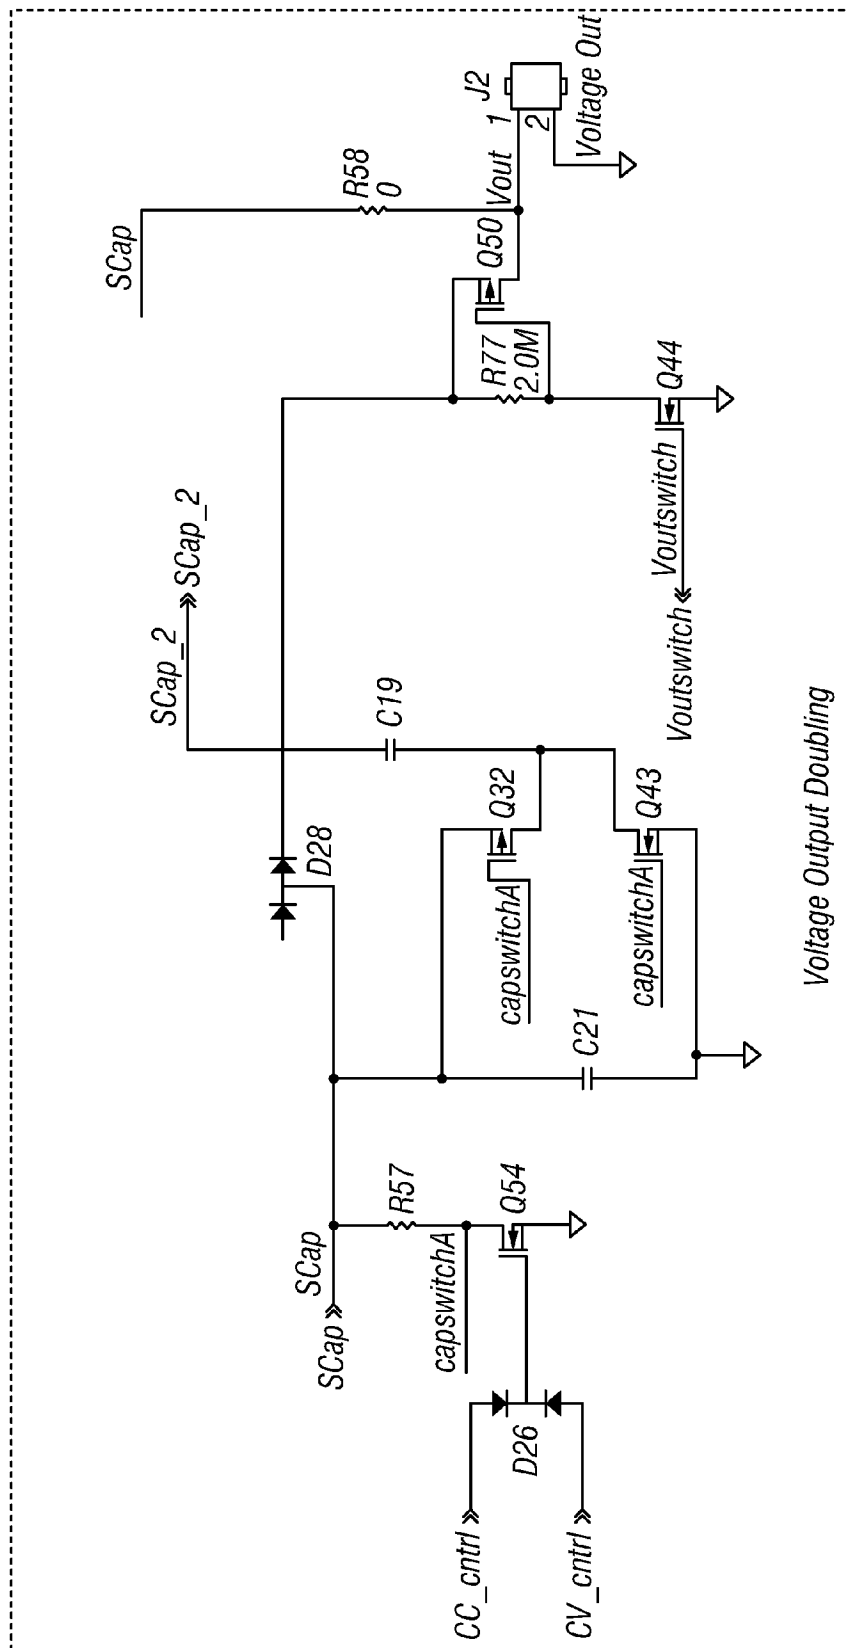 CC_cntrl
CV_cntrl
D26
SCap
SCap
R57
capswitchA
Q54
C21
capswitchA
Q32
capswitchA
Q43
D28
C19
SCap_2
SCap_2
Voutswitch
Voutswitch
Q44
R77
2.0M
Q50
SCap
R58
0
Vout
1
2
J2
Voltage Out
Voltage Output Doubling